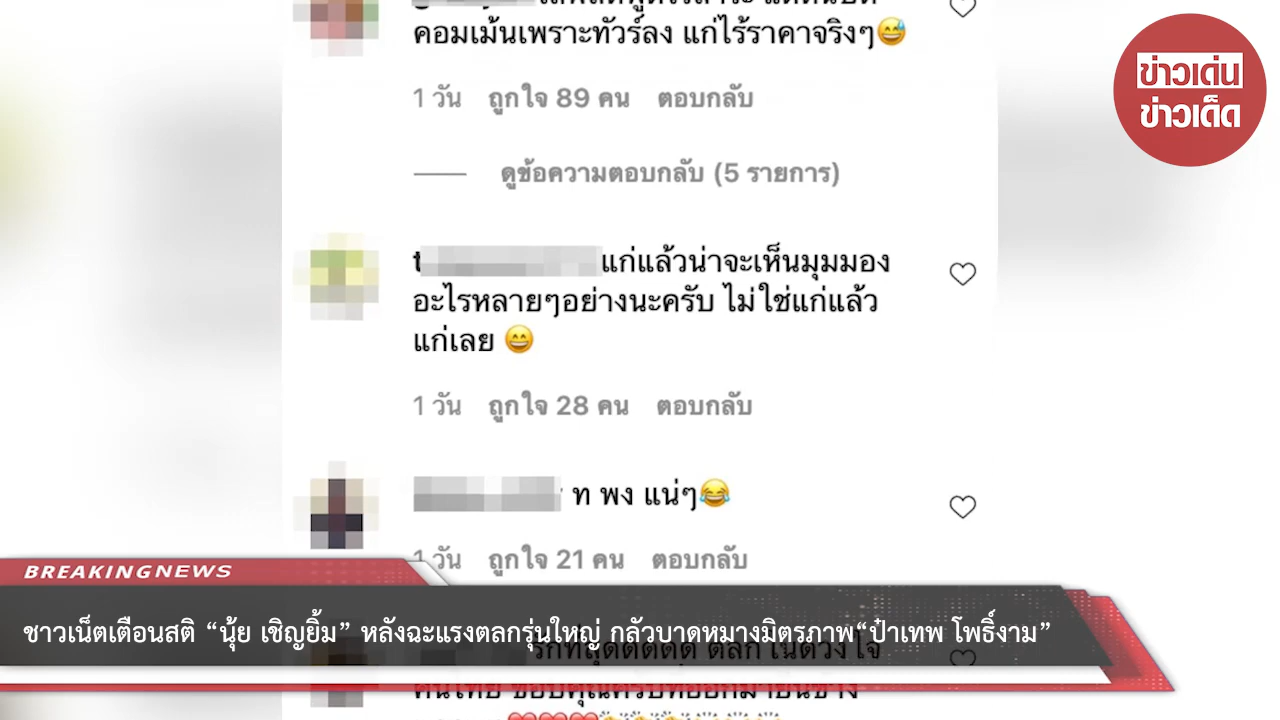 คอมเม้นเพราะทัวร์ลง แก่ไร้ราคาจริงๆ😅
1 วัน ถูกใจ 89 คน ตอบกลับ
ดูข้อความตอบกลับ (5 รายการ)
ข่าวเด่น
ข่าวเด็ด
t แก่แล้วน่าจะเห็นมุมมอง
อะไรหลายๆอย่างนะครับ ไม่ใช่แก่แล้ว
แก่เลย 😄
1 วัน ถูกใจ 28 คน ตอบกลับ
ท พง แน่ๆ😂
1 วัน ถูกใจ 21 คน ตอบกลับ
BREAKINGNEWS
ชาวเน็ตเตือนสติ “นุ้ย เชิญยิ้ม” หลังฉะแรงตลกรุ่นใหญ่ กลัวบาดหมางมิตรภาพ“ป๋าเทพ โพธิ์งาม”